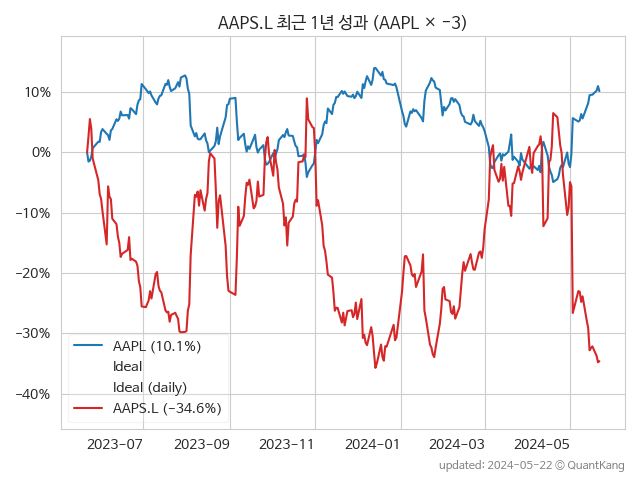 AAPS.L 최근 1년 성과 (AAPL × −3)
10%
0%
−10%
−20%
−30%
−40%
AAPL (10.1%)
Ideal
Ideal (daily)
AAPS.L (−34.6%)
2023-07
2023-09
2023-11
2024-01
2024-03
2024-05
updated: 2024-05-22 © QuantKang